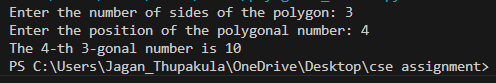 Enter the number of sides of the polygon: 3
Enter the position of the polygonal number: 4
The 4-th 3-gonal number is 10
PS C:\Users\Jagan_Thupakula\OneDrive\Desktop\cse assignment>